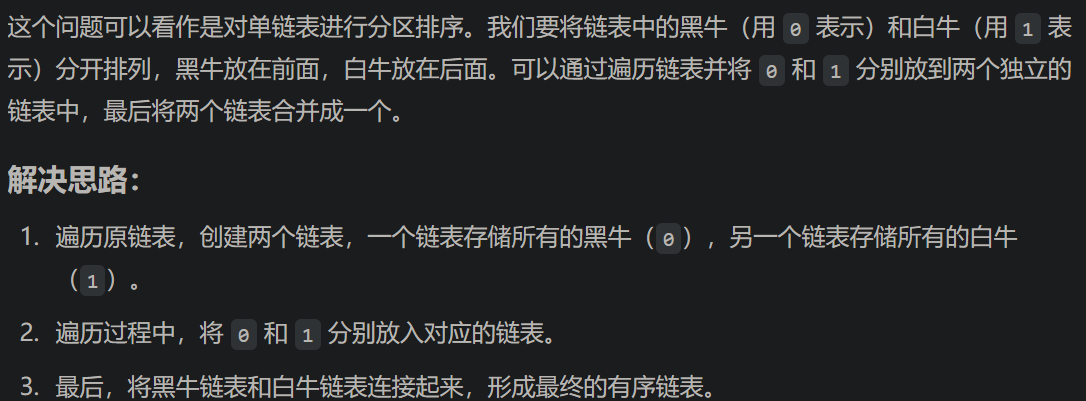 这个问题可以看作是对单链表进行分区排序。我们要将链表中的黑牛（用 0 表示）和白牛（用 1 表
示）分开排列，黑牛放在前面，白牛放在后面。可以通过遍历链表并将 0 和 1 分别放到两个独立的
链表中，最后将两个链表合并成一个。
解决思路：
1. 遍历原链表，创建两个链表，一个链表存储所有的黑牛（0），另一个链表存储所有的白牛
（1）。
2. 遍历过程中，将 0 和 1 分别放入对应的链表。
3. 最后，将黑牛链表和白牛链表连接起来，形成最终的有序链表。